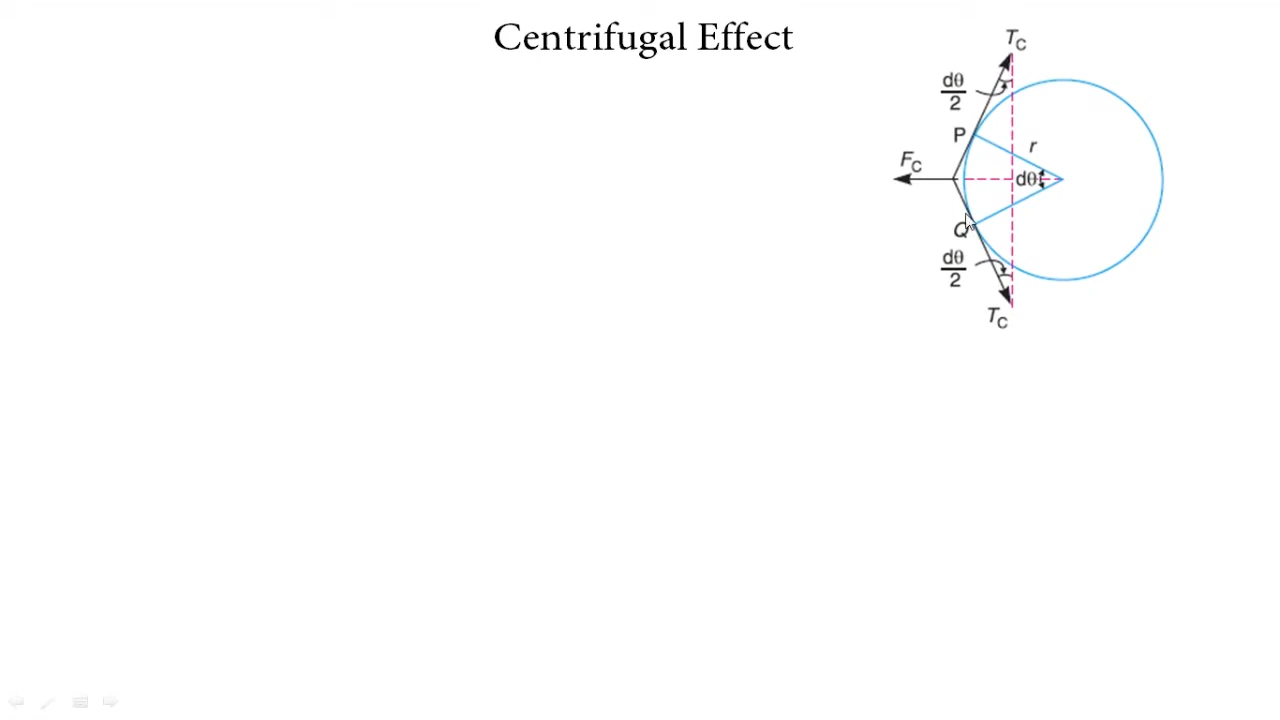 Centrifugal Effect
T_C
dθ
2
P
r
F_C
dθ
Q
dθ
2
T_C